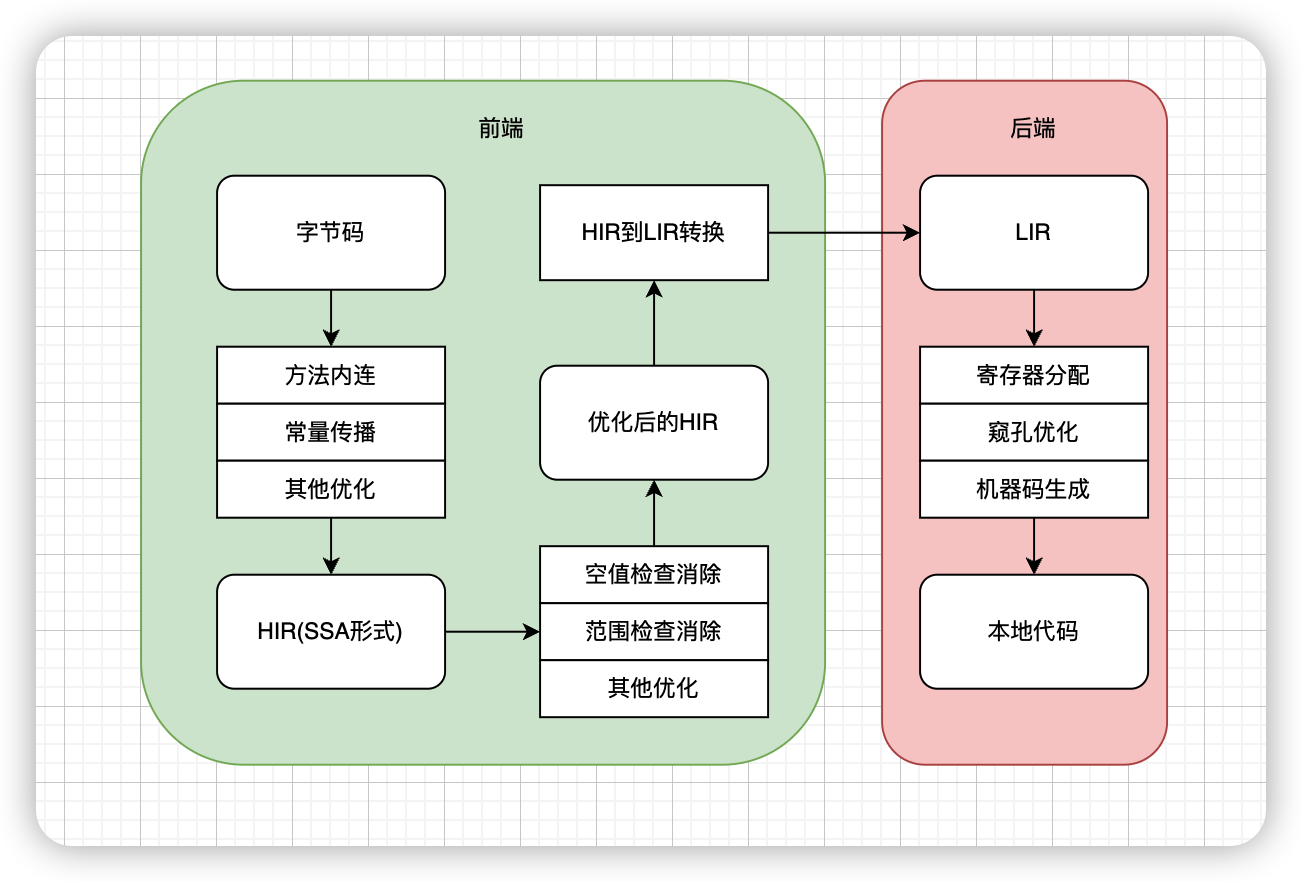 前端
字节码
方法内连
常量传播
其他优化
HIR(SSA形式)
空值检查消除
范围检查消除
其他优化
优化后的HIR
HIR到LIR转换
后端
LIR
寄存器分配
窥孔优化
机器码生成
本地代码